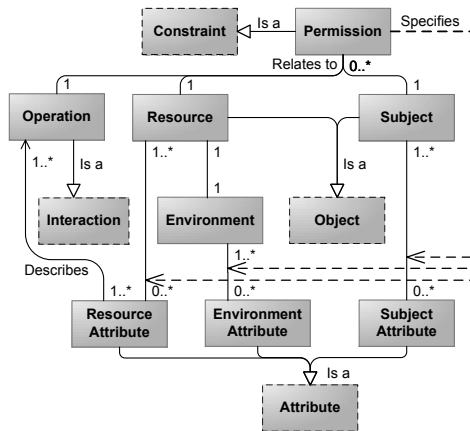 Constraint
Is a
Permission
Specifies
Relates to
0..*
1
1
1
Operation
Resource
Subject
1..*
Is a
1..*
1
Is a
1..*
Interaction
1
Environment
Object
Describes
1..*
1..*
0..*
0..*
0..*
Resource
Attribute
Environment
Attribute
Subject
Attribute
Is a
Attribute